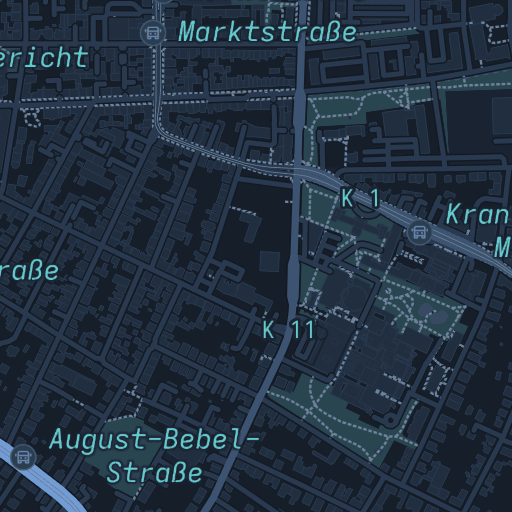 Marktstraße
ericht
K 1
Kran
M
raße
K 11
August-Bebel-
Straße